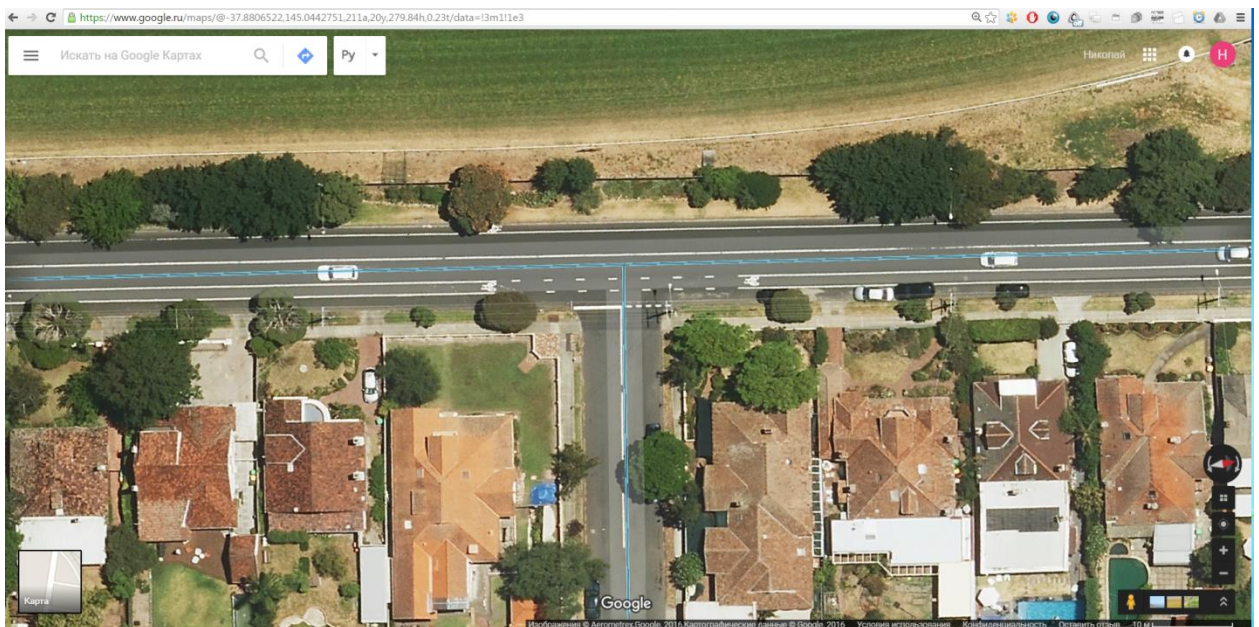 https://www.google.ru/maps/@-37.8806522,145.0442751,211a,20y,279.84h,0.23t/data=!3m1!1e3
Искать на Google Картах
Ру
Николай
Н
Карта
Google
Изображения © Aerometrex, Google, 2016 Картографические данные © Google, 2016 Условия использования Конфиденциальность Оставить отзыв 10 м